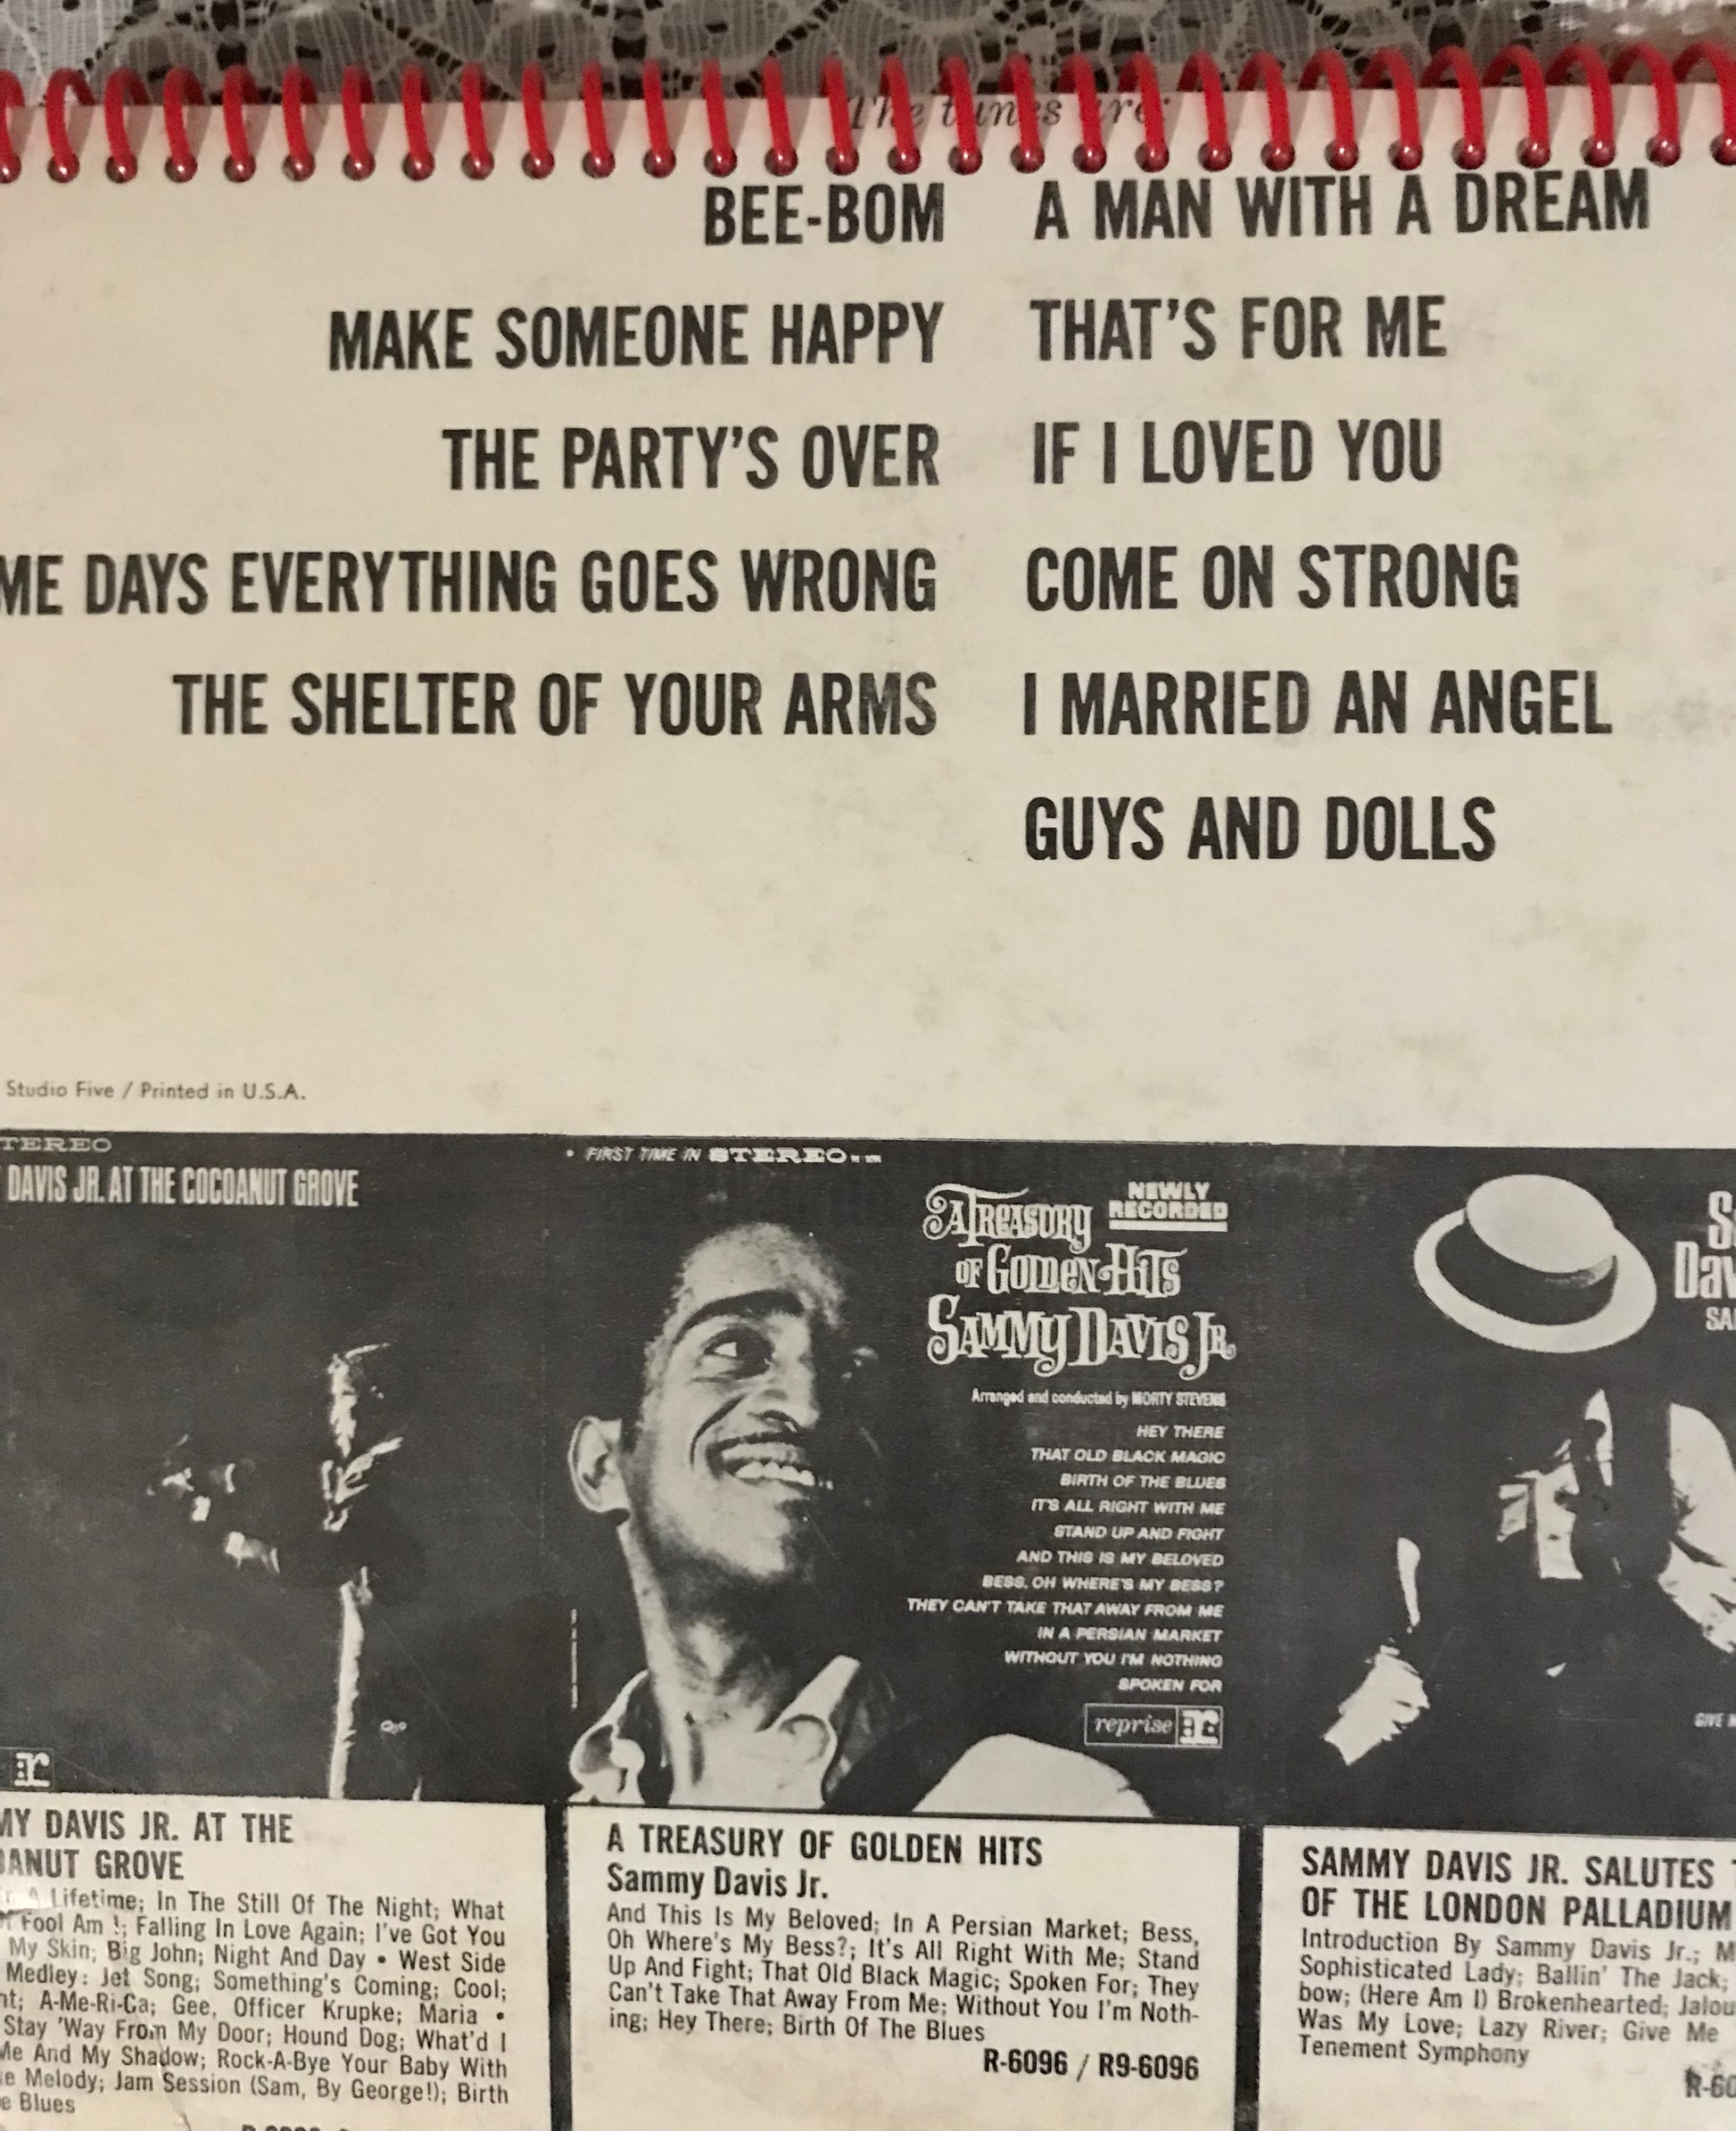 The tunes are:
BEE-BOM
MAKE SOMEONE HAPPY
THE PARTY'S OVER
ME DAYS EVERYTHING GOES WRONG
THE SHELTER OF YOUR ARMS
A MAN WITH A DREAM
THAT'S FOR ME
IF I LOVED YOU
COME ON STRONG
I MARRIED AN ANGEL
GUYS AND DOLLS
Studio Five / Printed in U.S.A.
TEREO
DAVIS JR. AT THE COCOANUT GROVE
r
MY DAVIS JR. AT THE
ANUT GROVE
A Lifetime; In The Still Of The Night; What
Fool Am I; Falling In Love Again; I've Got You
My Skin; Big John; Night And Day • West Side
Medley: Jet Song; Something's Coming; Cool;
ht; A-Me-Ri-Ca; Gee, Officer Krupke; Maria •
Stay 'Way From My Door; Hound Dog; What'd I
Me And My Shadow; Rock-A-Bye Your Baby With
ie Melody; Jam Session (Sam, By George!); Birth
e Blues
• FIRST TIME IN STEREO
A TREASURY
NEWLY
RECORDED
OF GOLDEN HITS
SAMMY DAVIS JR.
Arranged and conducted by MORTY STEVENS
HEY THERE
THAT OLD BLACK MAGIC
BIRTH OF THE BLUES
IT'S ALL RIGHT WITH ME
STAND UP AND FIGHT
AND THIS IS MY BELOVED
BESS, OH WHERE'S MY BESS?
THEY CAN'T TAKE THAT AWAY FROM ME
IN A PERSIAN MARKET
WITHOUT YOU I'M NOTHING
SPOKEN FOR
reprise r
A TREASURY OF GOLDEN HITS
Sammy Davis Jr.
And This Is My Beloved; In A Persian Market; Bess,
Oh Where's My Bess?; It's All Right With Me; Stand
Up And Fight; That Old Black Magic; Spoken For; They
Can't Take That Away From Me; Without You I'm Noth-
ing; Hey There; Birth Of The Blues
R-6096 / R9-6096
S
Dav
SA
GIVE
SAMMY DAVIS JR. SALUTES
OF THE LONDON PALLADIUM
Introduction By Sammy Davis Jr.; M
Sophisticated Lady; Ballin' The Jack;
bow; (Here Am I) Brokenhearted; Jalou
Was My Love; Lazy River; Give Me
Tenement Symphony
R-60